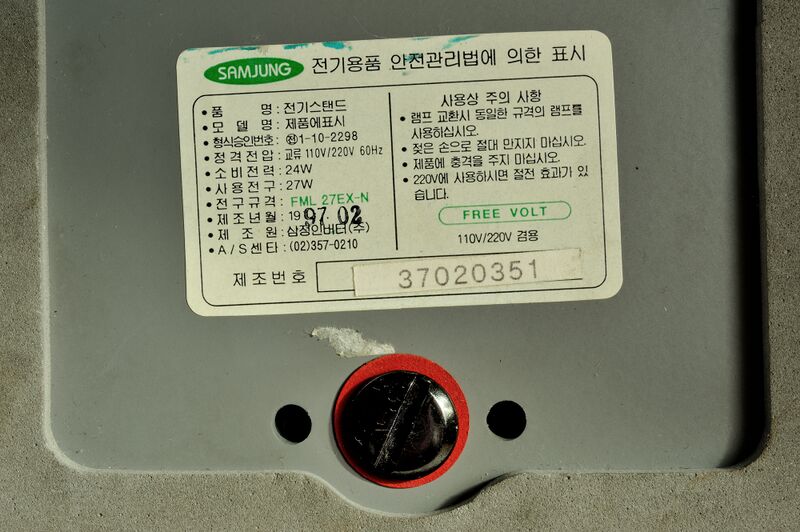 SAMJUNG 전기용품 안전관리법에 의한 표시
• 품 명 : 전기스탠드
• 모 델 명 : 제품에표시
• 형식승인번호 : ㉓1-10-2298
• 정 격 전 압 : 교류 110V/220V 60Hz
• 소 비 전 력 : 24W
• 사 용 전 구 : 27W
• 전 구 규 격 : FML 27EX-N
• 제 조 년 월 : 1997. 02
• 제 조 원 : 삼정인버터(주)
• A / S 센 타 : (02)357-0210
사용상 주의 사항
• 램프 교환시 동일한 규격의 램프를
사용하십시오.
• 젖은 손으로 절대 만지지 마십시오.
• 제품에 충격을 주지 마십시오.
• 220V에 사용하시면 절전 효과가 있
습니다.
FREE VOLT
110V/220V 겸용
제 조 번 호 37020351